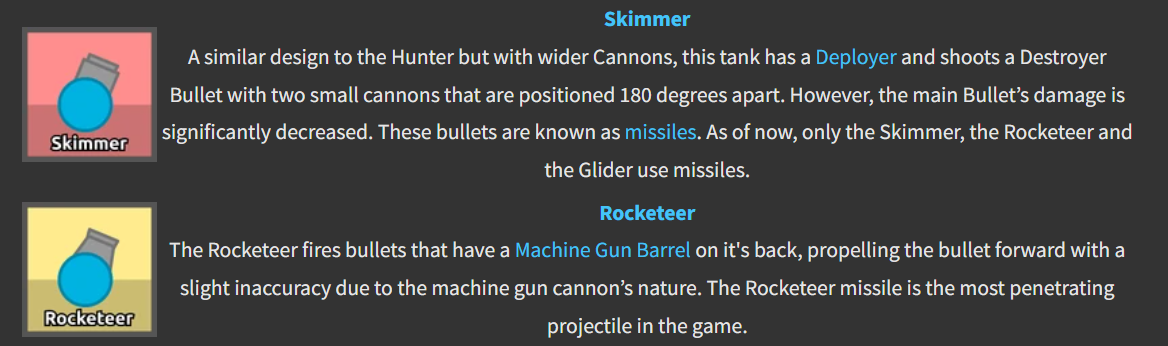 Skimmer
A similar design to the Hunter but with wider Cannons, this tank has a Deployer and shoots a Destroyer
Bullet with two small cannons that are positioned 180 degrees apart. However, the main Bullet’s damage is
significantly decreased. These bullets are known as missiles. As of now, only the Skimmer, the Rocketeer and
the Glider use missiles.
Skimmer
Rocketeer
The Rocketeer fires bullets that have a Machine Gun Barrel on it's back, propelling the bullet forward with a
slight inaccuracy due to the machine gun cannon’s nature. The Rocketeer missile is the most penetrating
projectile in the game.
Rocketeer